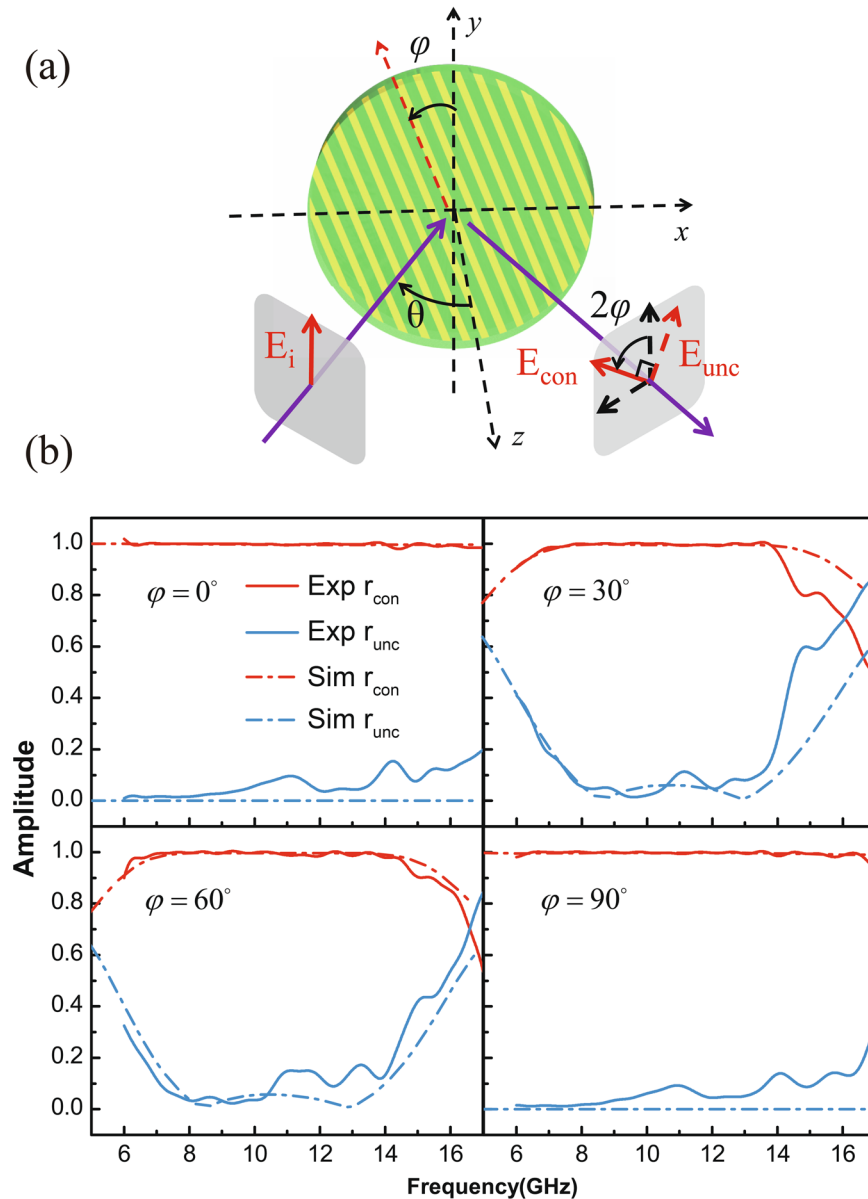 (a)
y
φ
x
θ
2φ
E_i
E_con
E_unc
z
(b)
1.0
0.8
0.6
0.4
0.2
0.0
φ = 0°
Exp r_con
Exp r_unc
Sim r_con
Sim r_unc
φ = 30°
Amplitude
1.0
0.8
0.6
0.4
0.2
0.0
φ = 60°
φ = 90°
6 8 10 12 14 16 6 8 10 12 14 16
Frequency(GHz)